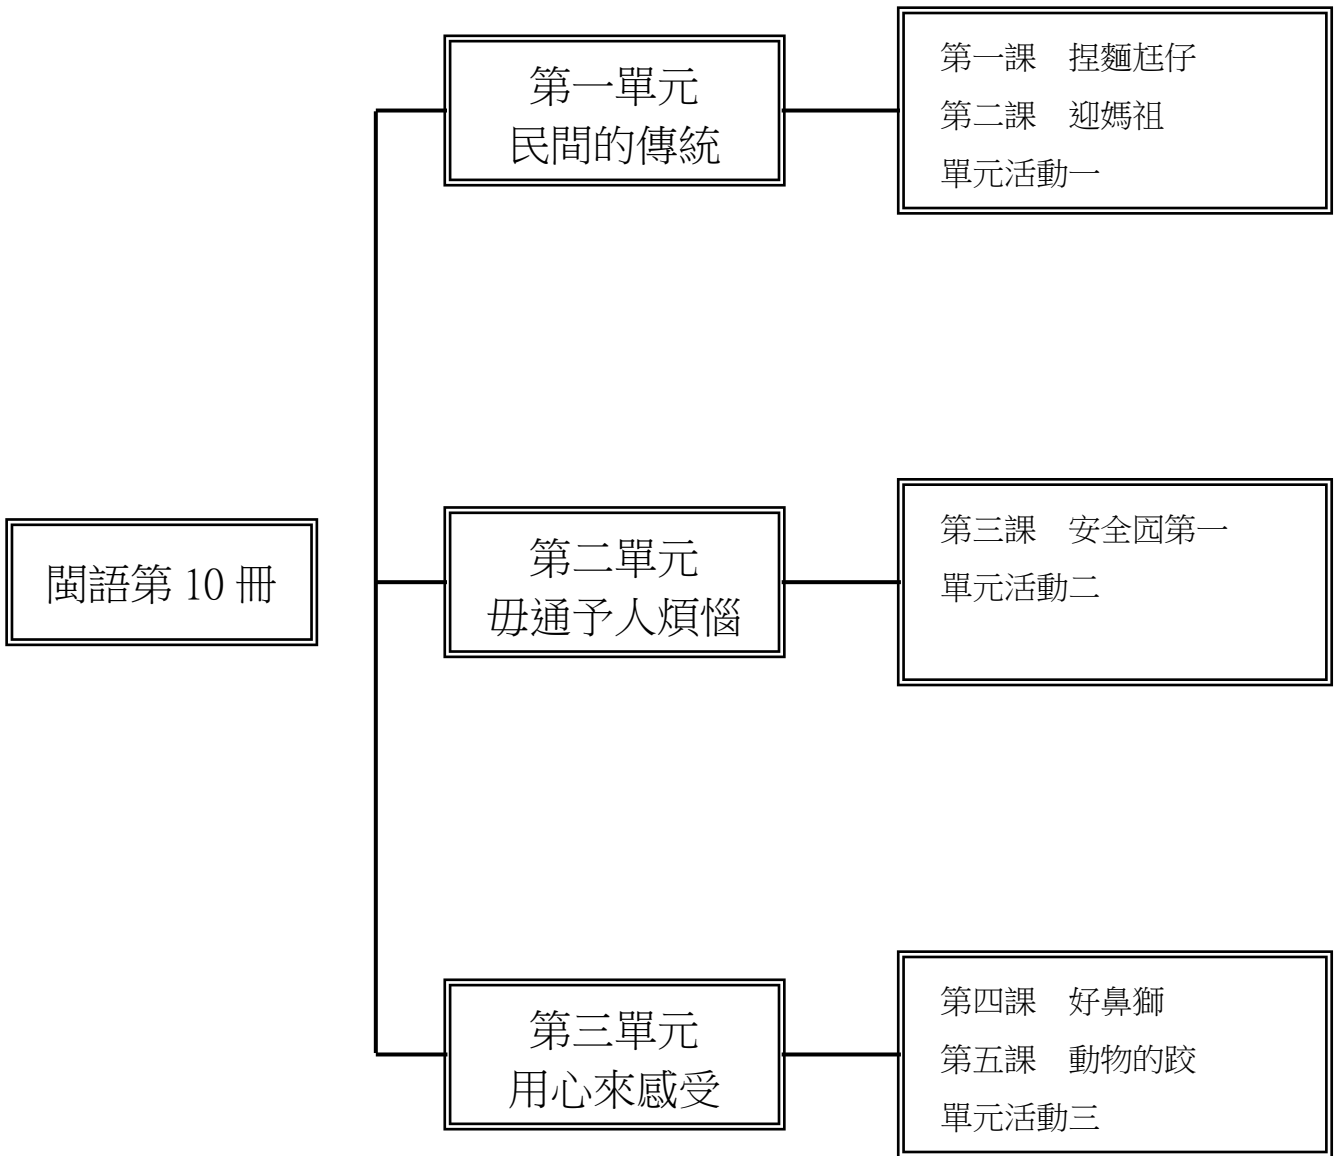 閩語第 10 冊
第一單元
民間的傳統
第一課　捏麵尪仔
第二課　迎媽祖
單元活動一
第二單元
毋通予人煩惱
第三課　安全囥第一
單元活動二
第三單元
用心來感受
第四課　好鼻獅
第五課　動物的跤
單元活動三